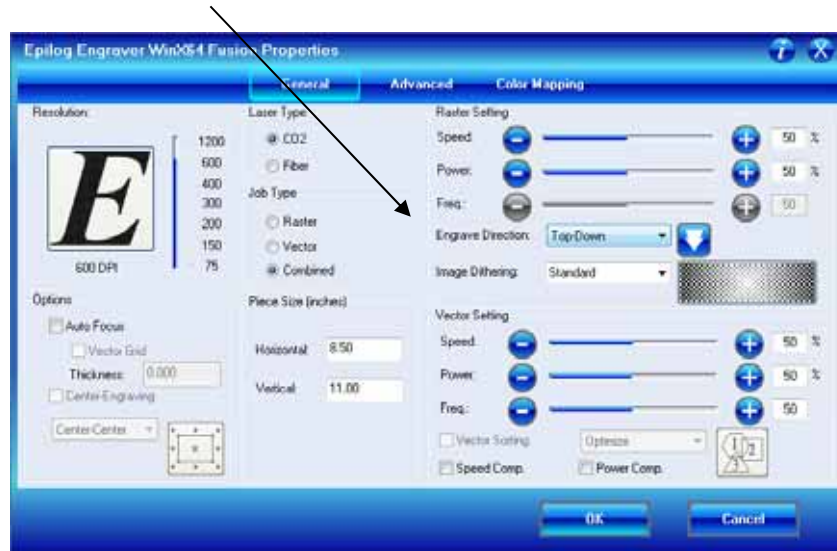 Epilog Engraver WinX64 Fusion Properties
General Advanced Color Mapping
Resolution:
E
1200
600
400
300
200
150
75
600 DPI
Options
Auto Focus
Vector Grid
Thickness: 0.000
Center-Engraving
Center-Center
Laser Type
CO2
Fiber
Job Type
Raster
Vector
Combined
Piece Size (inches)
Horizontal: 8.50
Vertical: 11.00
Raster Setting
Speed: 50 %
Power: 50 %
Freq.: 50
Engrave Direction: Top-Down
Image Dithering: Standard
Vector Setting
Speed: 50 %
Power: 50 %
Freq.: 50
Vector Sorting Optimize
1 2
3
Speed Comp. Power Comp.
OK Cancel